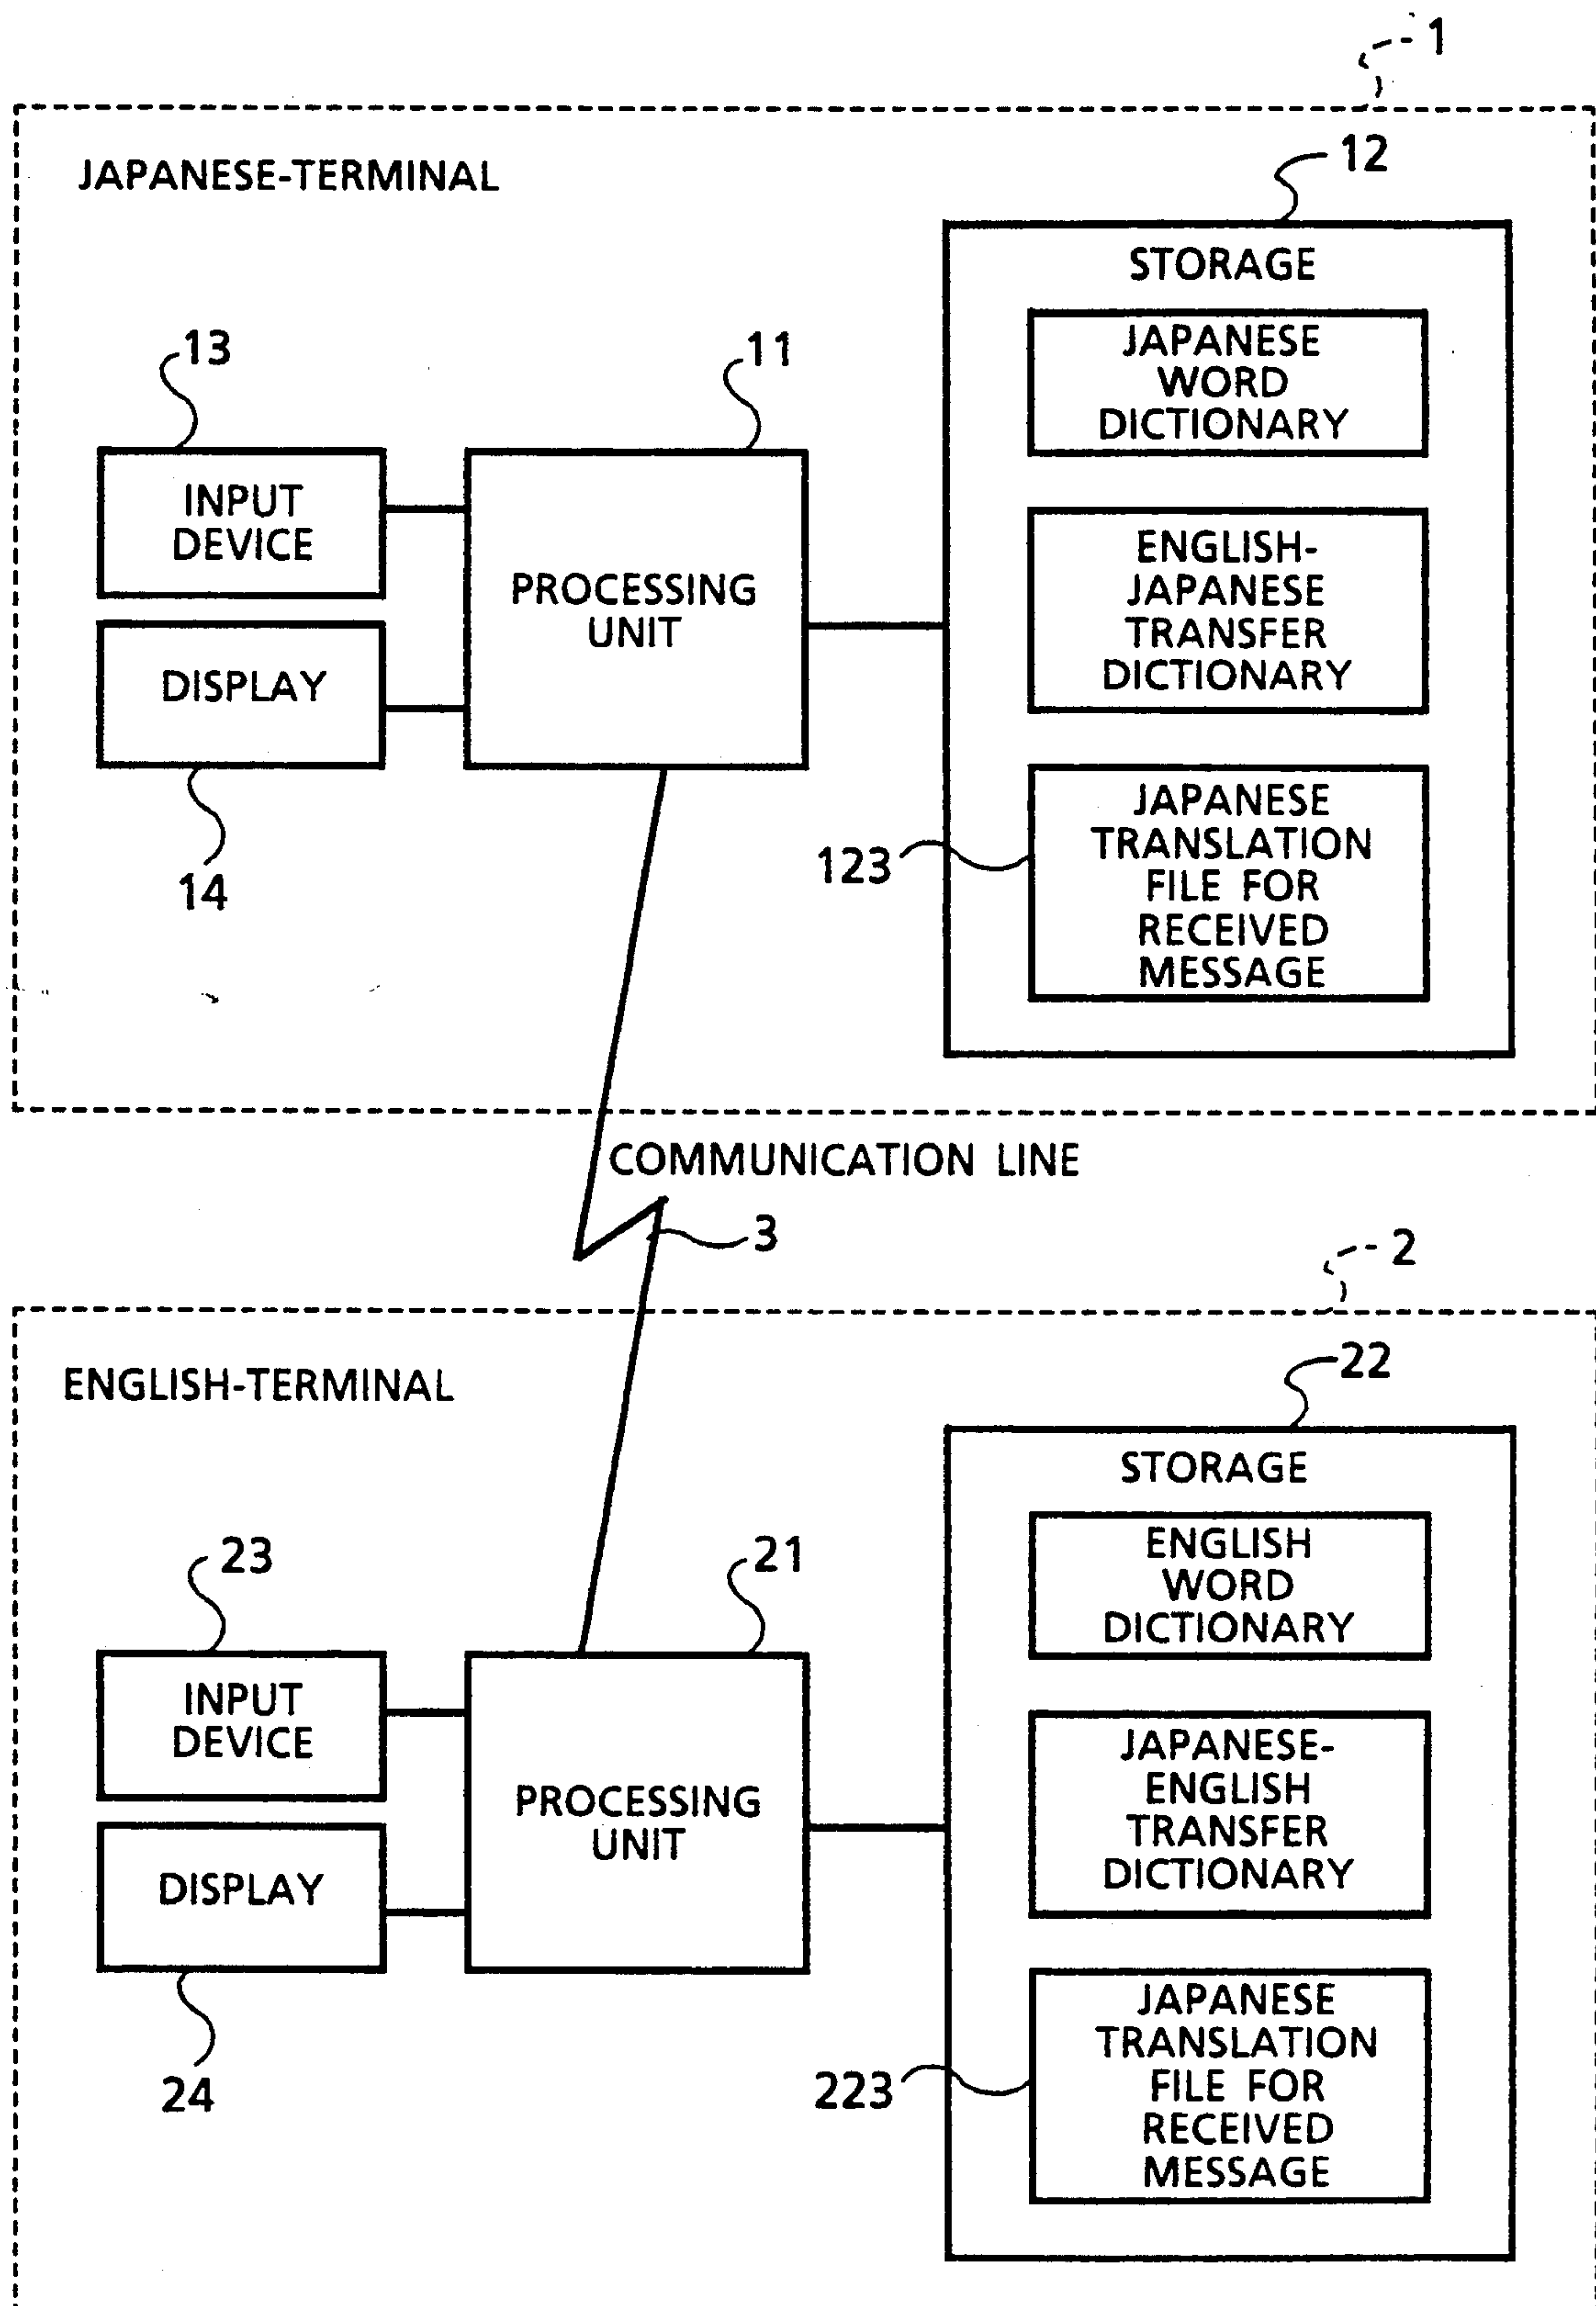 1
JAPANESE-TERMINAL
12
STORAGE
JAPANESE
WORD
DICTIONARY
13
11
INPUT
DEVICE
ENGLISH-
JAPANESE
TRANSFER
DICTIONARY
PROCESSING
UNIT
DISPLAY
14
123
JAPANESE
TRANSLATION
FILE FOR
RECEIVED
MESSAGE
COMMUNICATION LINE
3
2
ENGLISH-TERMINAL
22
STORAGE
ENGLISH
WORD
DICTIONARY
23
21
INPUT
DEVICE
JAPANESE-
ENGLISH
TRANSFER
DICTIONARY
PROCESSING
UNIT
DISPLAY
24
223
JAPANESE
TRANSLATION
FILE FOR
RECEIVED
MESSAGE